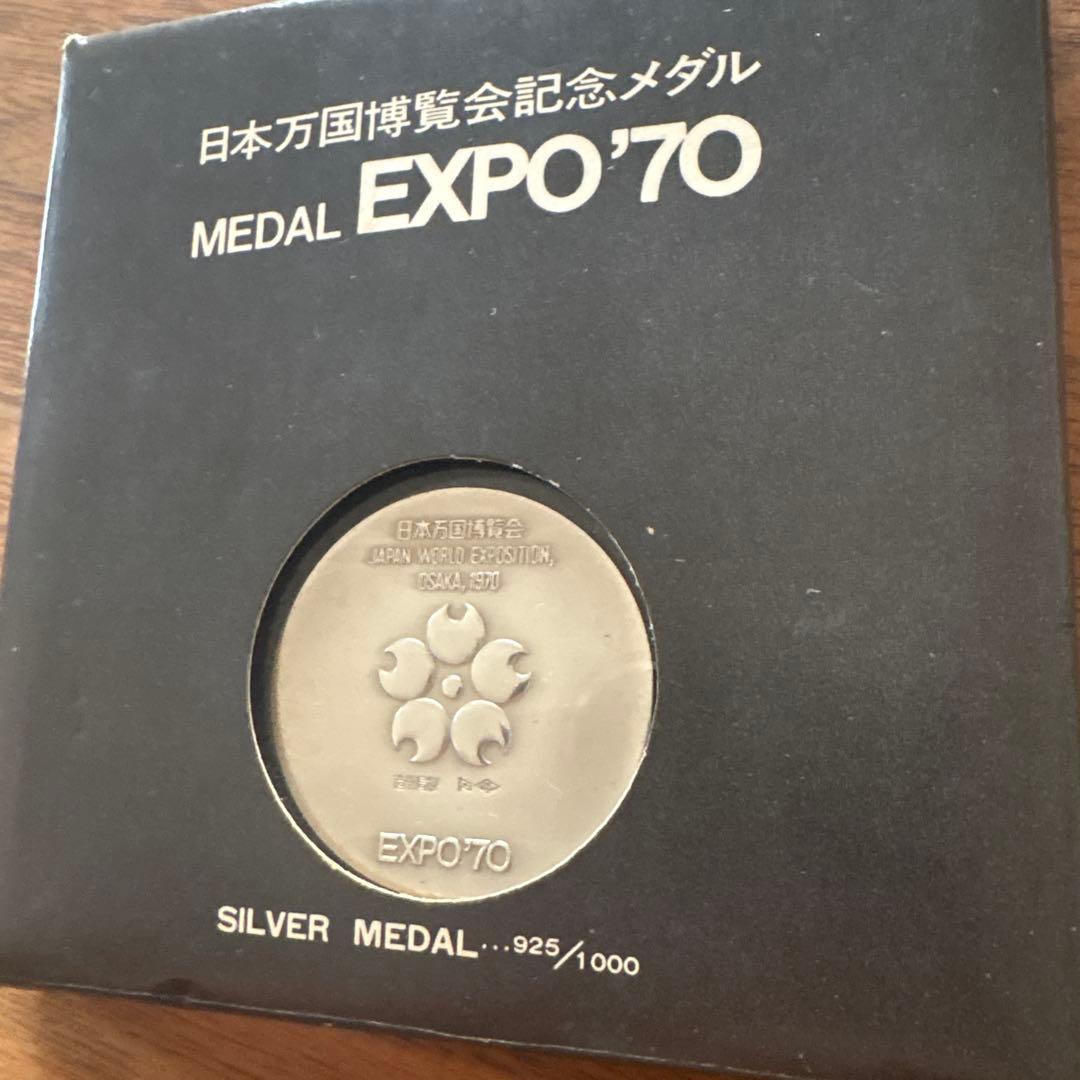 日本万国博覧会記念メダル
MEDAL EXPO'70
日本万国博覧会
JAPAN WORLD EXPOSITION,
OSAKA, 1970
EXPO'70
SILVER MEDAL...925/1000